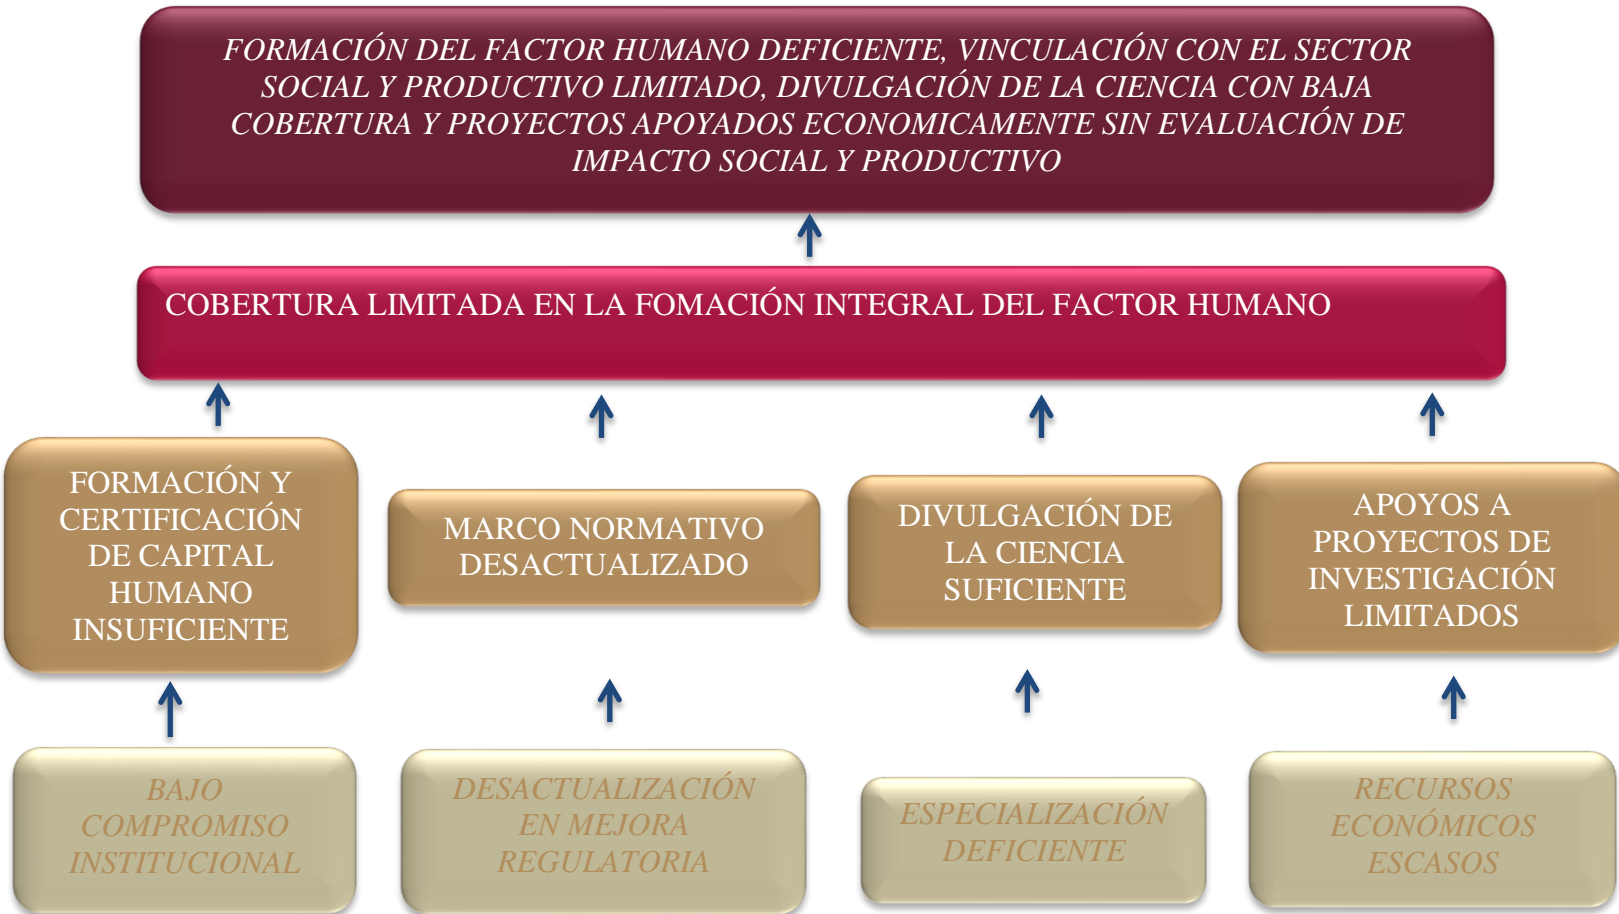 FORMACIÓN DEL FACTOR HUMANO DEFICIENTE, VINCULACIÓN CON EL SECTOR
SOCIAL Y PRODUCTIVO LIMITADO, DIVULGACIÓN DE LA CIENCIA CON BAJA
COBERTURA Y PROYECTOS APOYADOS ECONOMICAMENTE SIN EVALUACIÓN DE
IMPACTO SOCIAL Y PRODUCTIVO
COBERTURA LIMITADA EN LA FOMACIÓN INTEGRAL DEL FACTOR HUMANO
FORMACIÓN Y
CERTIFICACIÓN
DE CAPITAL
HUMANO
INSUFICIENTE
MARCO NORMATIVO
DESACTUALIZADO
DIVULGACIÓN DE
LA CIENCIA
SUFICIENTE
APOYOS A
PROYECTOS DE
INVESTIGACIÓN
LIMITADOS
BAJO
COMPROMISO
INSTITUCIONAL
DESACTUALIZACIÓN
EN MEJORA
REGULATORIA
ESPECIALIZACIÓN
DEFICIENTE
RECURSOS
ECONÓMICOS
ESCASOS